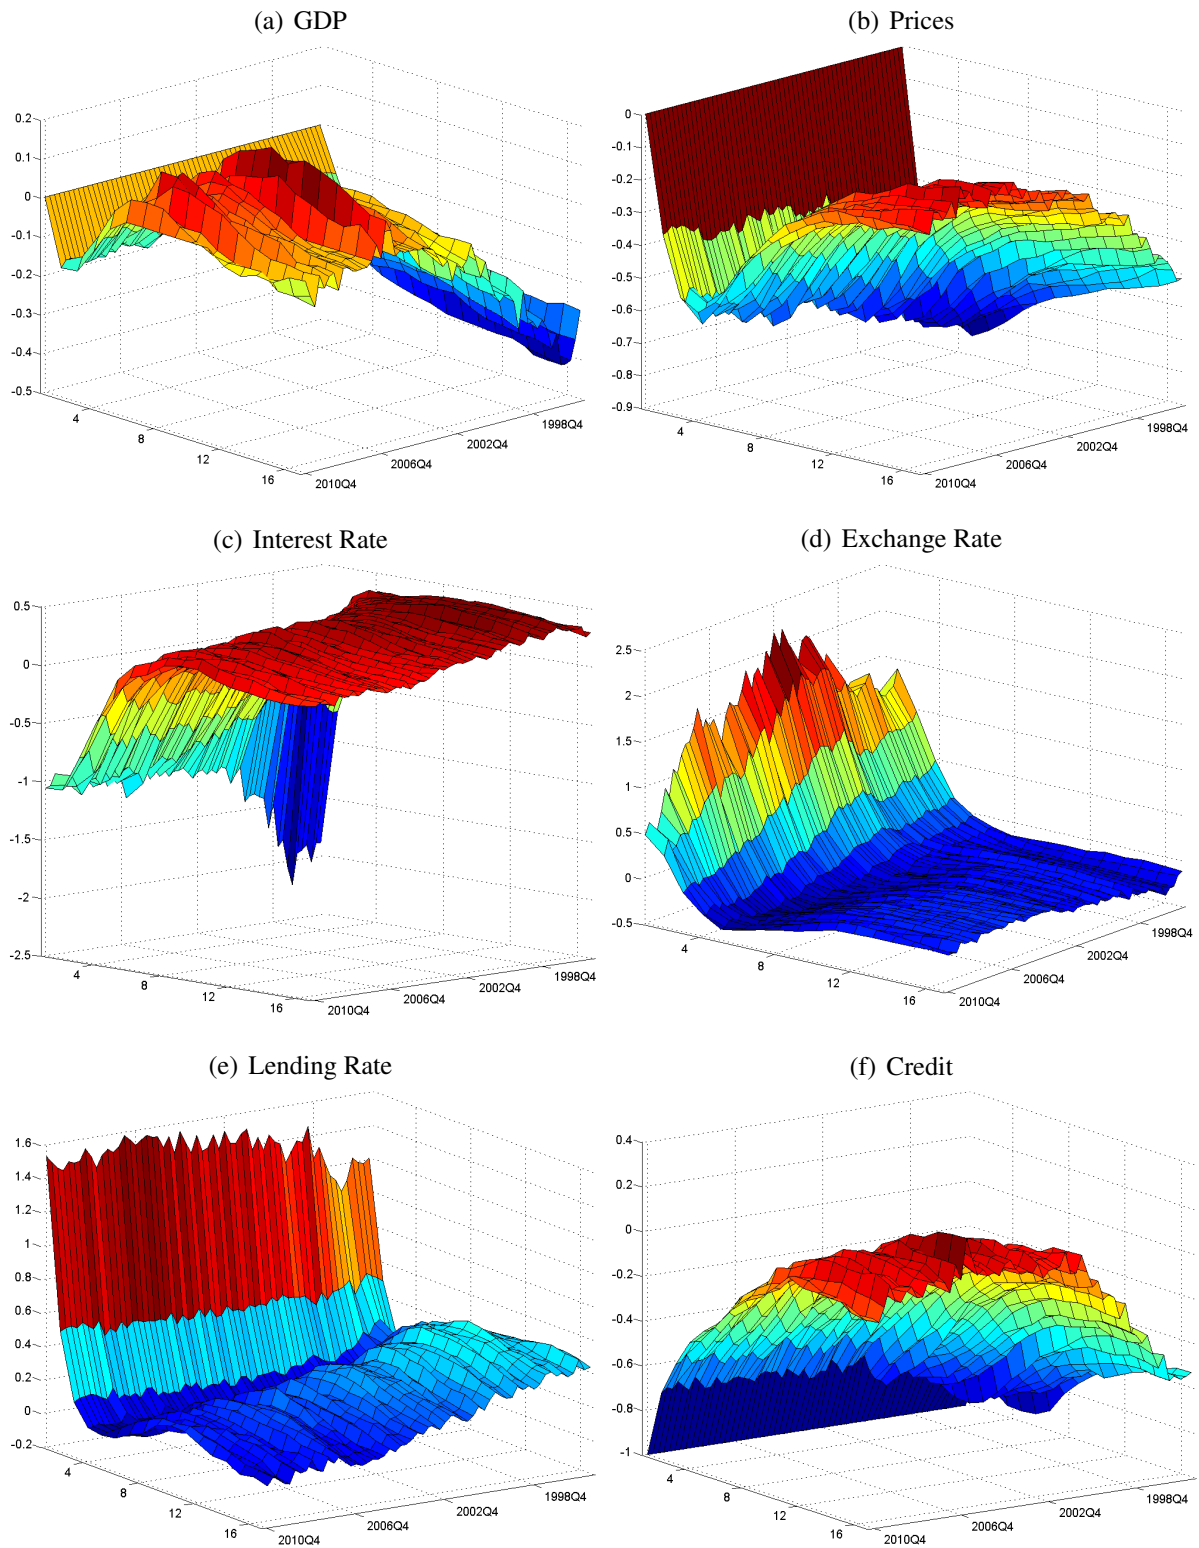 (a) GDP
(b) Prices
0.2
0.1
0
-0.1
-0.2
-0.3
-0.4
-0.5
4
8
12
16
2010Q4
2006Q4
2002Q4
1998Q4
0
-0.1
-0.2
-0.3
-0.4
-0.5
-0.6
-0.7
-0.8
-0.9
4
8
12
16
2010Q4
2006Q4
2002Q4
1998Q4
(c) Interest Rate
(d) Exchange Rate
0.5
0
-0.5
-1
-1.5
-2
-2.5
4
8
12
16
2010Q4
2006Q4
2002Q4
1998Q4
2.5
2
1.5
1
0.5
0
-0.5
4
8
12
16
2010Q4
2006Q4
2002Q4
1998Q4
(e) Lending Rate
(f) Credit
1.6
1.4
1.2
1
0.8
0.6
0.4
0.2
0
-0.2
4
8
12
16
2010Q4
2006Q4
2002Q4
1998Q4
0.4
0.2
0
-0.2
-0.4
-0.6
-0.8
-1
4
8
12
16
2010Q4
2006Q4
2002Q4
1998Q4